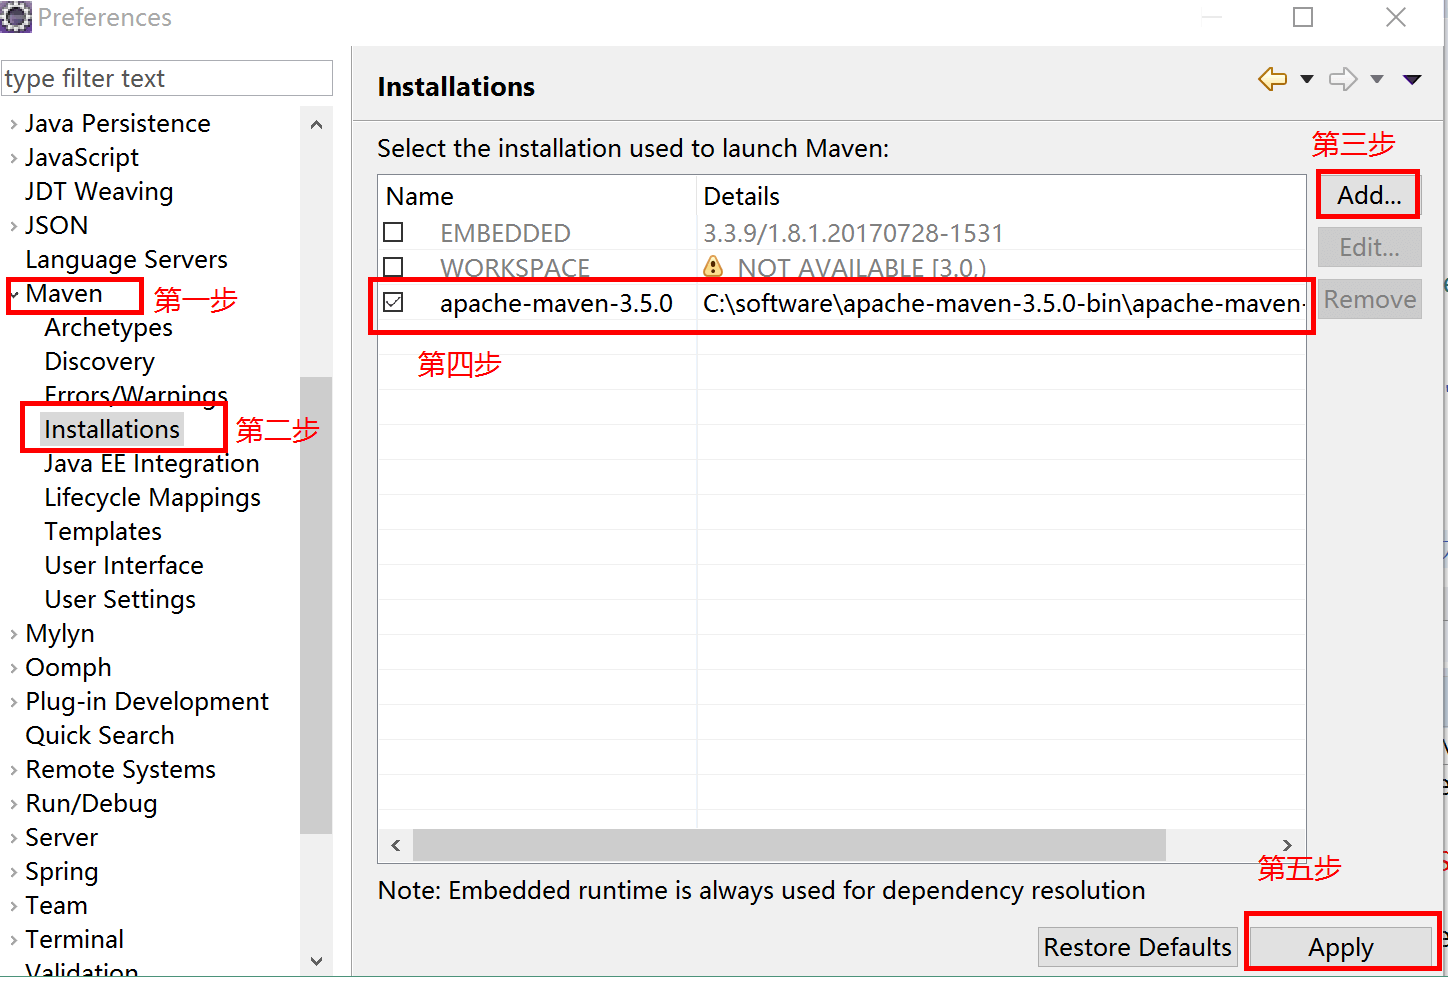 Preferences
type filter text
Java Persistence
JavaScript
JDT Weaving
JSON
Language Servers
Maven
第一步
Archetypes
Discovery
Errors/Warnings
Installations
第二步
Java EE Integration
Lifecycle Mappings
Templates
User Interface
User Settings
Mylyn
Oomph
Plug-in Development
Quick Search
Remote Systems
Run/Debug
Server
Spring
Team
Terminal
Validation
Installations
Select the installation used to launch Maven:
第三步
Name Details
Add...
EMBEDDED 3.3.9/1.8.1.20170728-1531
Edit...
WORKSPACE NOT AVAILABLE [3.0,)
apache-maven-3.5.0 C:\software\apache-maven-3.5.0-bin\apache-maven-
Remove
第四步
第五步
Note: Embedded runtime is always used for dependency resolution
Restore Defaults Apply